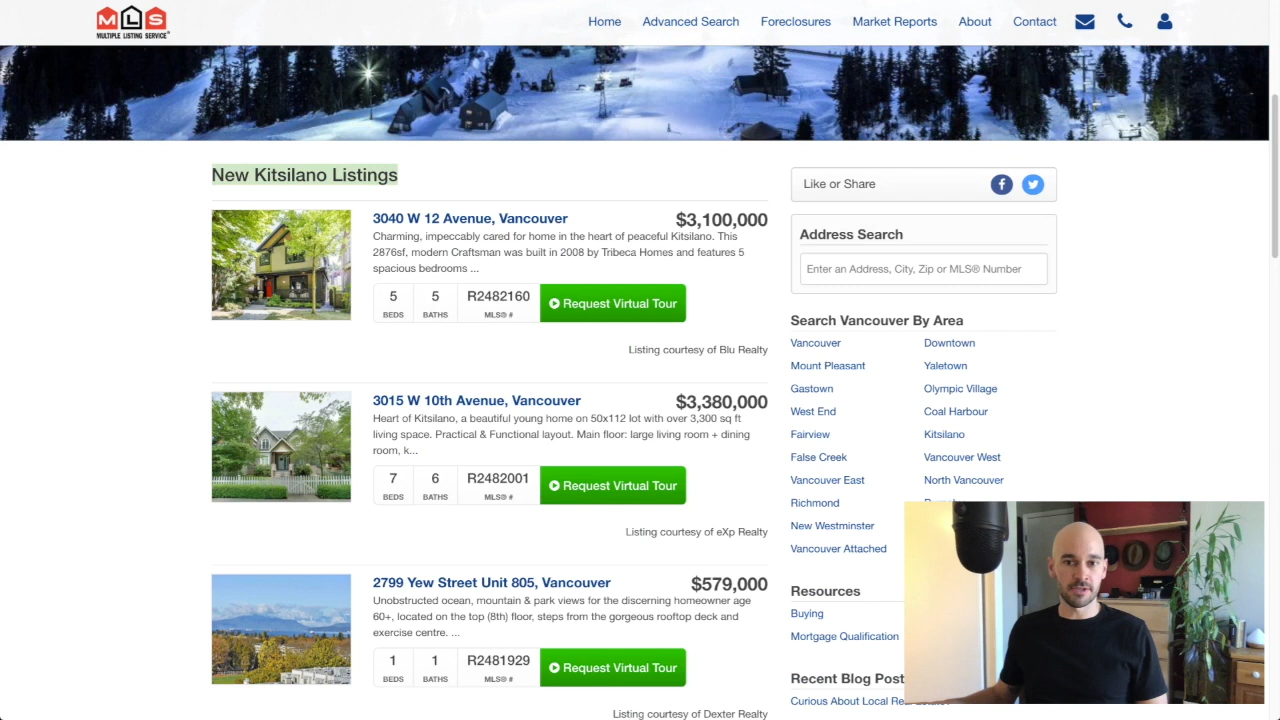 MLS
MULTIPLE LISTING SERVICE®
Home
Advanced Search
Foreclosures
Market Reports
About
Contact
New Kitsilano Listings
3040 W 12 Avenue, Vancouver
$3,100,000
Charming, impeccably cared for home in the heart of peaceful Kitsilano. This
2876sf, modern Craftsman was built in 2008 by Tribeca Homes and features 5
spacious bedrooms ...
5
BEDS
5
BATHS
R2482160
MLS® #
Request Virtual Tour
Listing courtesy of Blu Realty
3015 W 10th Avenue, Vancouver
$3,380,000
Heart of Kitsilano, a beautiful young home on 50x112 lot with over 3,300 sq ft
living space. Practical & Functional layout. Main floor: large living room + dining
room, k...
7
BEDS
6
BATHS
R2482001
MLS® #
Request Virtual Tour
Listing courtesy of eXp Realty
2799 Yew Street Unit 805, Vancouver
$579,000
Unobstructed ocean, mountain & park views for the discerning homeowner age
60+, located on the top (8th) floor, steps from the gorgeous rooftop deck and
exercise centre. ...
1
BEDS
1
BATHS
R2481929
MLS® #
Request Virtual Tour
Listing courtesy of Dexter Realty
Like or Share
Address Search
Enter an Address, City, Zip or MLS® Number
Search Vancouver By Area
Vancouver
Downtown
Mount Pleasant
Yaletown
Gastown
Olympic Village
West End
Coal Harbour
Fairview
Kitsilano
False Creek
Vancouver West
Vancouver East
North Vancouver
Richmond
New Westminster
Vancouver Attached
Resources
Buying
Mortgage Qualification
Recent Blog Post
Curious About Local Real